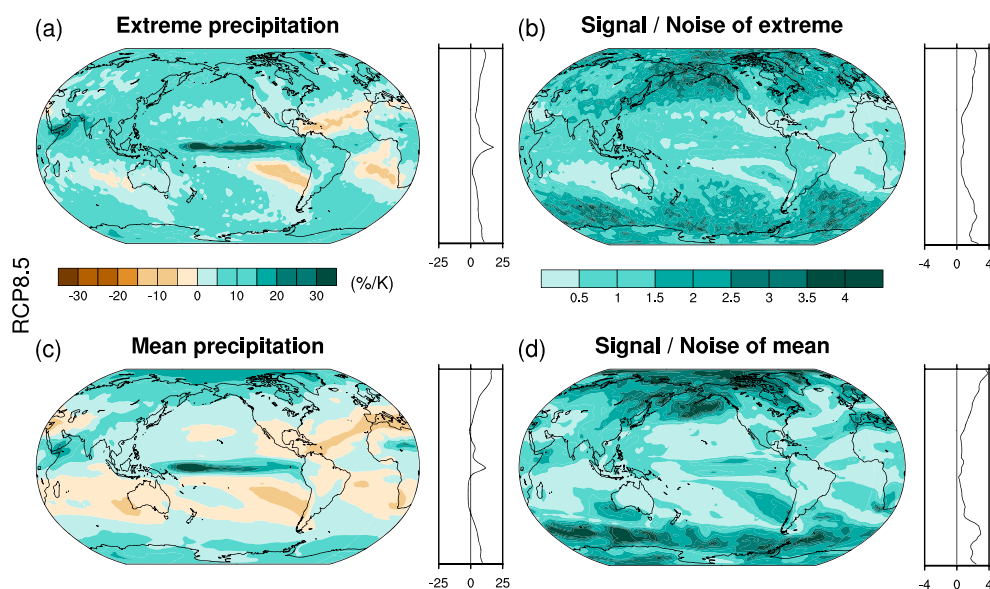 (a) Extreme precipitation
(b) Signal / Noise of extreme
-25 0 25
-4 0 4
RCP8.5
-30 -20 -10 0 10 20 30 (%/K)
0.5 1 1.5 2 2.5 3 3.5 4
(c) Mean precipitation
(d) Signal / Noise of mean
-25 0 25
-4 0 4